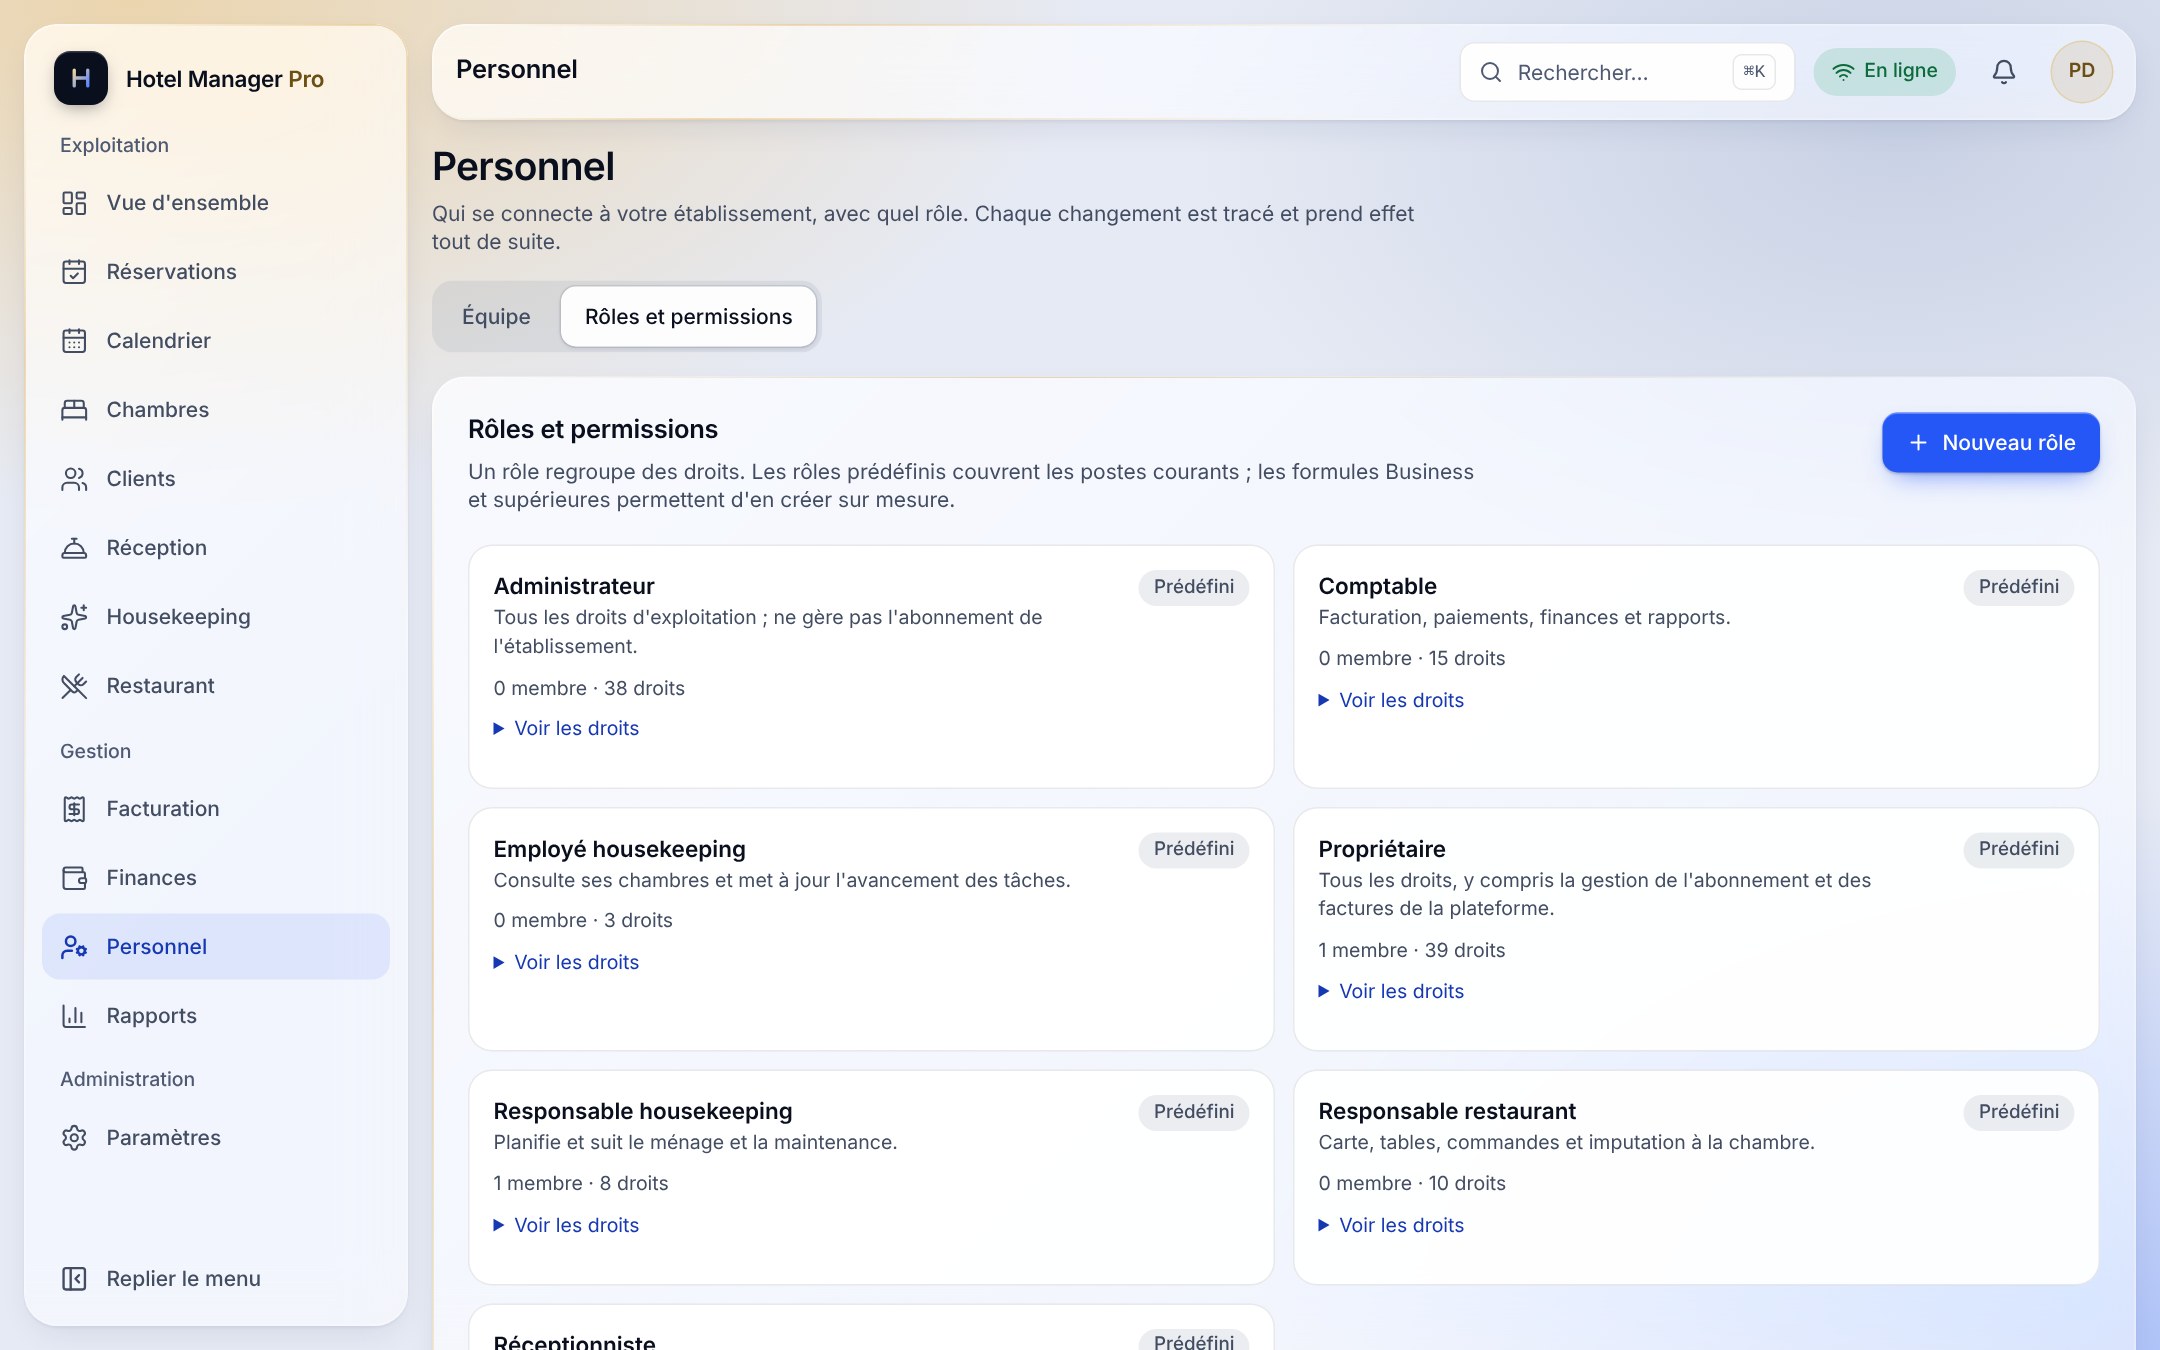 Hotel Manager Pro
Exploitation
Vue d'ensemble
Réservations
Calendrier
Chambres
Clients
Réception
Housekeeping
Restaurant
Gestion
Facturation
Finances
Personnel
Rapports
Administration
Paramètres
Replier le menu
Personnel
Rechercher...
⌘K
En ligne
PD
Personnel
Qui se connecte à votre établissement, avec quel rôle. Chaque changement est tracé et prend effet
tout de suite.
Équipe
Rôles et permissions
Rôles et permissions
Un rôle regroupe des droits. Les rôles prédéfinis couvrent les postes courants ; les formules Business
et supérieures permettent d'en créer sur mesure.
Nouveau rôle
Administrateur
Prédéfini
Tous les droits d'exploitation ; ne gère pas l'abonnement de
l'établissement.
0 membre · 38 droits
Voir les droits
Comptable
Prédéfini
Facturation, paiements, finances et rapports.
0 membre · 15 droits
Voir les droits
Employé housekeeping
Prédéfini
Consulte ses chambres et met à jour l'avancement des tâches.
0 membre · 3 droits
Voir les droits
Propriétaire
Prédéfini
Tous les droits, y compris la gestion de l'abonnement et des
factures de la plateforme.
1 membre · 39 droits
Voir les droits
Responsable housekeeping
Prédéfini
Planifie et suit le ménage et la maintenance.
1 membre · 8 droits
Voir les droits
Responsable restaurant
Prédéfini
Carte, tables, commandes et imputation à la chambre.
0 membre · 10 droits
Voir les droits
Réceptionniste
Prédéfini